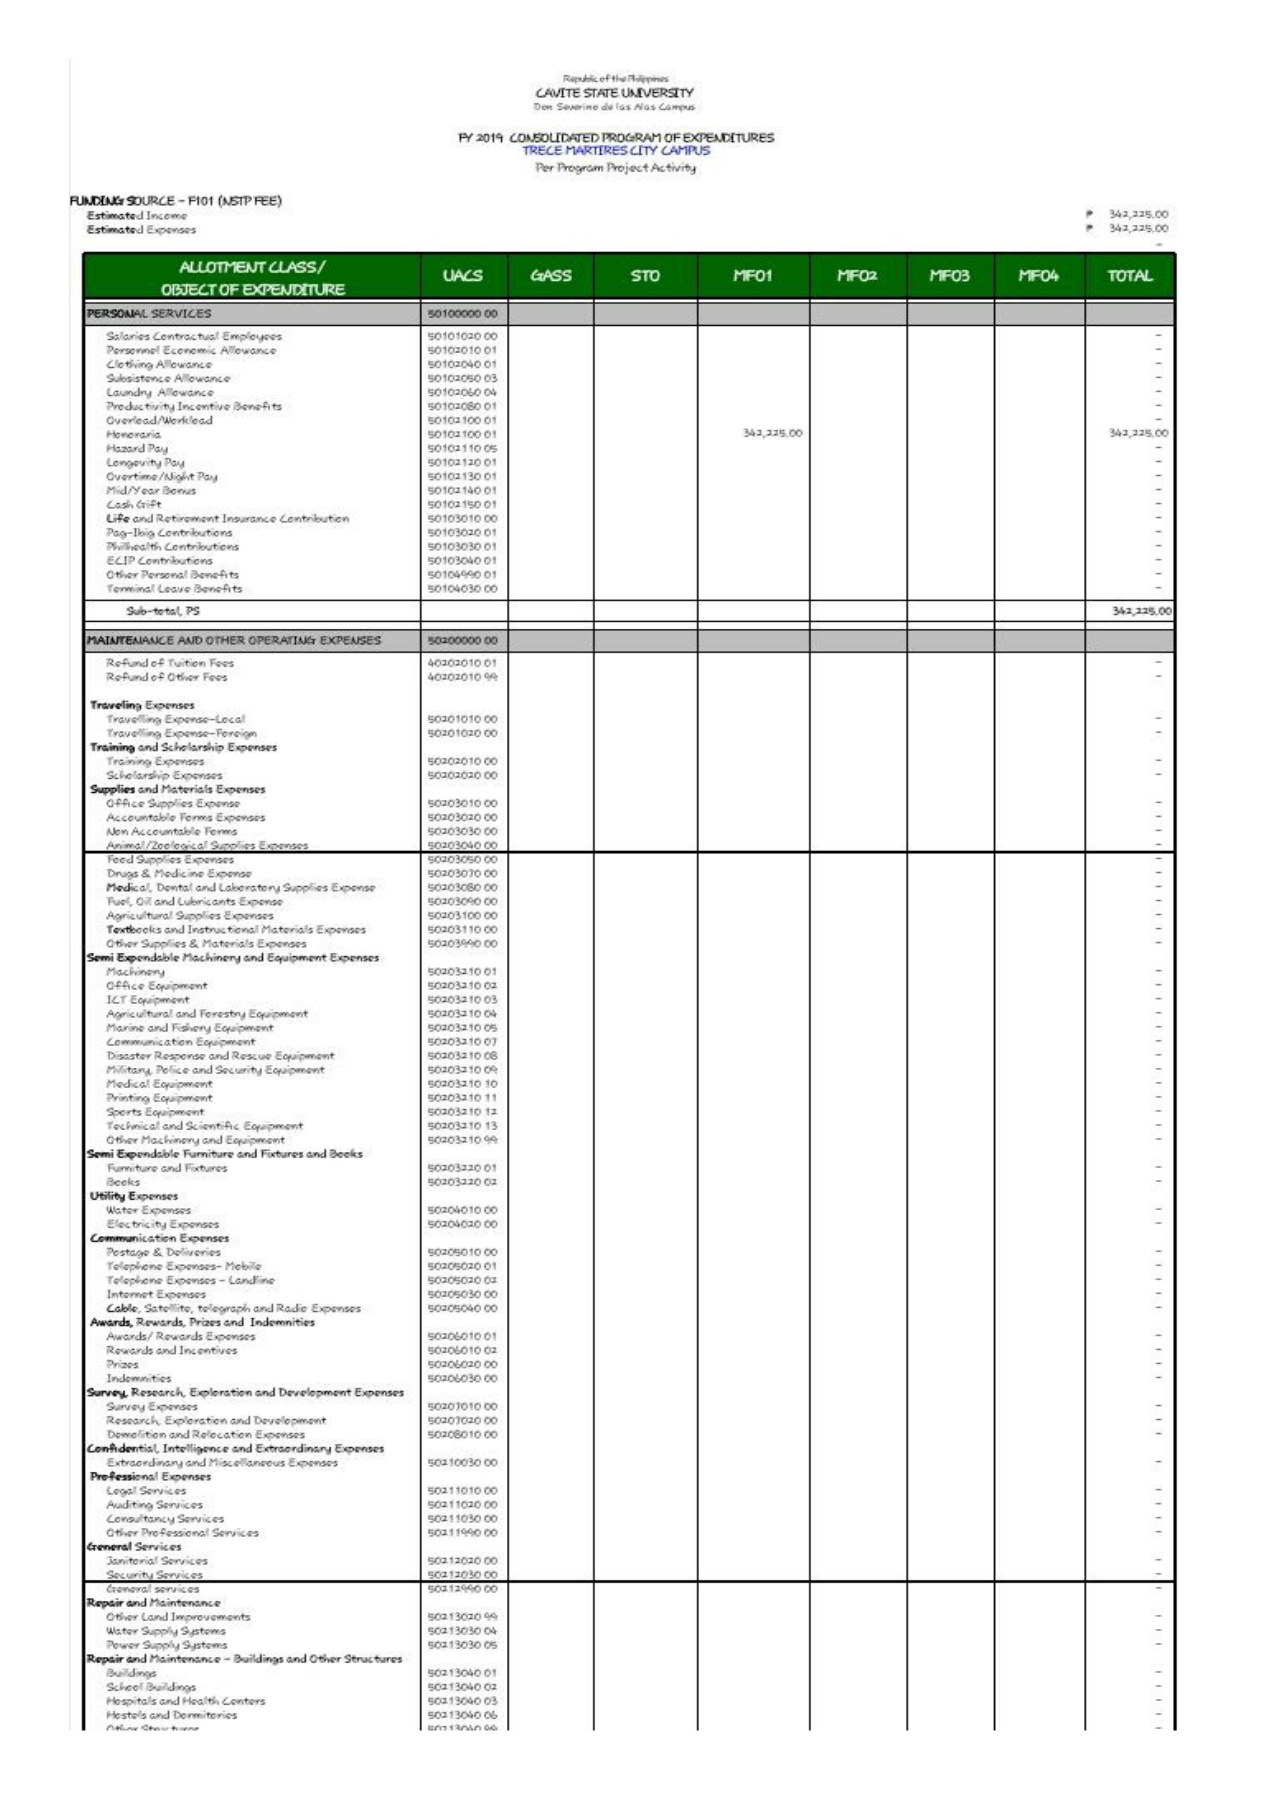 Republic of the Philippines
CAVITE STATE UNIVERSITY
Don Severino de las Alas Campus
FY 2019 CONSOLIDATED PROGRAM OF EXPENDITURES
TRECE MARTIRES CITY CAMPUS
Per Program Project Activity
FUNDING SOURCE - F101 (NSTP FEE)
Estimated Income ₱ 342,225.00
Estimated Expenses ₱ 342,225.00
-
ALLOTMENT CLASS/ OBJECT OF EXPENDITURE UACS GASS STO MFO1 MFO2 MFO3 MFO4 TOTAL
PERSONAL SERVICES 50100000 00
Salaries Contractual Employees 50101020 00 -
Personnel Economic Allowance 50102010 01 -
Clothing Allowance 50102040 01 -
Subsistence Allowance 50102050 03 -
Laundry Allowance 50102060 04 -
Productivity Incentive Benefits 50102080 01 -
Overload/Workload 50102100 01 -
Honoraria 50102100 01 342,225.00 342,225.00
Hazard Pay 50102110 05 -
Longevity Pay 50102120 01 -
Overtime/Night Pay 50102130 01 -
Mid/Year Bonus 50102140 01 -
Cash Gift 50102150 01 -
Life and Retirement Insurance Contribution 50103010 00 -
Pag-Ibig Contributions 50103020 01 -
Philhealth Contributions 50103030 01 -
ECIP Contributions 50103040 01 -
Other Personal Benefits 50104990 01 -
Terminal Leave Benefits 50104030 00 -
Sub-total, PS 342,225.00
MAINTENANCE AND OTHER OPERATING EXPENSES 50200000 00
Refund of Tuition Fees 40202010 01 -
Refund of Other Fees 40202010 99 -
Traveling Expenses
Travelling Expense-Local 50201010 00 -
Travelling Expense-Foreign 50201020 00 -
Training and Scholarship Expenses
Training Expenses 50202010 00 -
Scholarship Expenses 50202020 00 -
Supplies and Materials Expenses
Office Supplies Expense 50203010 00 -
Accountable Forms Expenses 50203020 00 -
Non Accountable Forms 50203030 00 -
Animal/Zoological Supplies Expenses 50203040 00 -
Food Supplies Expenses 50203050 00 -
Drugs & Medicine Expense 50203070 00 -
Medical, Dental and Laboratory Supplies Expense 50203080 00 -
Fuel, Oil and Lubricants Expense 50203090 00 -
Agricultural Supplies Expenses 50203100 00 -
Textbooks and Instructional Materials Expenses 50203110 00 -
Other Supplies & Materials Expenses 50203990 00 -
Semi Expendable Machinery and Equipment Expenses
Machinery 50203210 01 -
Office Equipment 50203210 02 -
ICT Equipment 50203210 03 -
Agricultural and Forestry Equipment 50203210 04 -
Marine and Fishery Equipment 50203210 05 -
Communication Equipment 50203210 07 -
Disaster Response and Rescue Equipment 50203210 08 -
Military, Police and Security Equipment 50203210 09 -
Medical Equipment 50203210 10 -
Printing Equipment 50203210 11 -
Sports Equipment 50203210 12 -
Technical and Scientific Equipment 50203210 13 -
Other Machinery and Equipment 50203210 99 -
Semi Expendable Furniture and Fixtures and Books
Furniture and Fixtures 50203220 01 -
Books 50203220 02 -
Utility Expenses
Water Expenses 50204010 00 -
Electricity Expenses 50204020 00 -
Communication Expenses
Postage & Deliveries 50205010 00 -
Telephone Expenses- Mobile 50205020 01 -
Telephone Expenses - Landline 50205020 02 -
Internet Expenses 50205030 00 -
Cable, Satellite, telegraph and Radio Expenses 50205040 00 -
Awards, Rewards, Prizes and Indemnities
Awards/ Rewards Expenses 50206010 01 -
Rewards and Incentives 50206010 02 -
Prizes 50206020 00 -
Indemnities 50206030 00 -
Survey, Research, Exploration and Development Expenses
Survey Expenses 50207010 00 -
Research, Exploration and Development 50207020 00 -
Demolition and Relocation Expenses 50208010 00 -
Confidential, Intelligence and Extraordinary Expenses
Extraordinary and Miscellaneous Expenses 50210030 00 -
Professional Expenses
Legal Services 50211010 00 -
Auditing Services 50211020 00 -
Consultancy Services 50211030 00 -
Other Professional Services 50211990 00 -
General Services
Janitorial Services 50212020 00 -
Security Services 50212030 00 -
General services 50212990 00 -
Repair and Maintenance
Other Land Improvements 50213020 99 -
Water Supply Systems 50213030 04 -
Power Supply Systems 50213030 05 -
Repair and Maintenance - Buildings and Other Structures
Buildings 50213040 01 -
School Buildings 50213040 02 -
Hospitals and Health Centers 50213040 03 -
Hostels and Dormitories 50213040 06 -
Other Structures 50213040 99 -